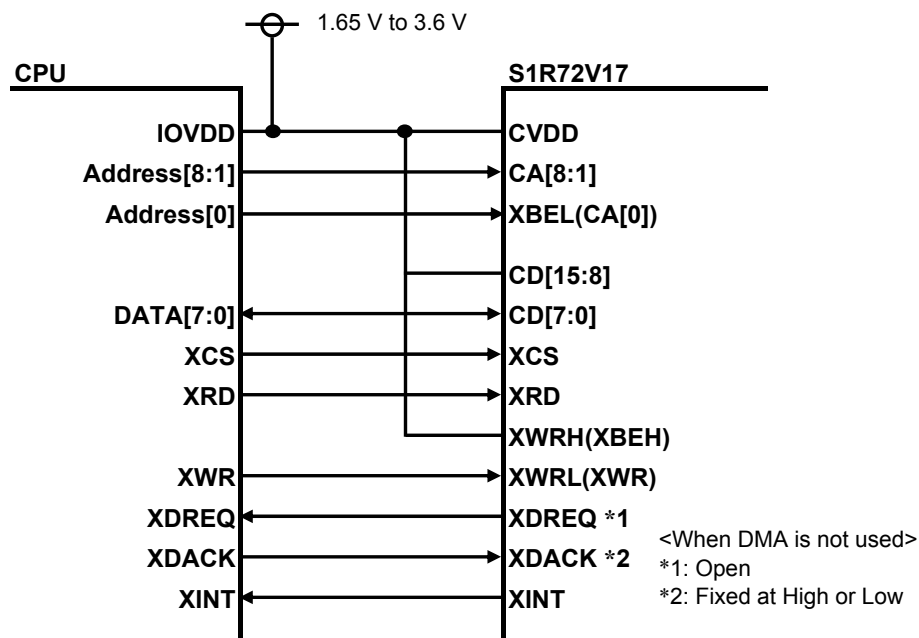 1.65 V to 3.6 V
CPU S1R72V17
IOVDD CVDD
Address[8:1] CA[8:1]
Address[0] XBEL(CA[0])
CD[15:8]
DATA[7:0] CD[7:0]
XCS XCS
XRD XRD
XWRH(XBEH)
XWR XWRL(XWR)
XDREQ XDREQ *1
XDACK XDACK *2
XINT XINT
<When DMA is not used>
*1: Open
*2: Fixed at High or Low